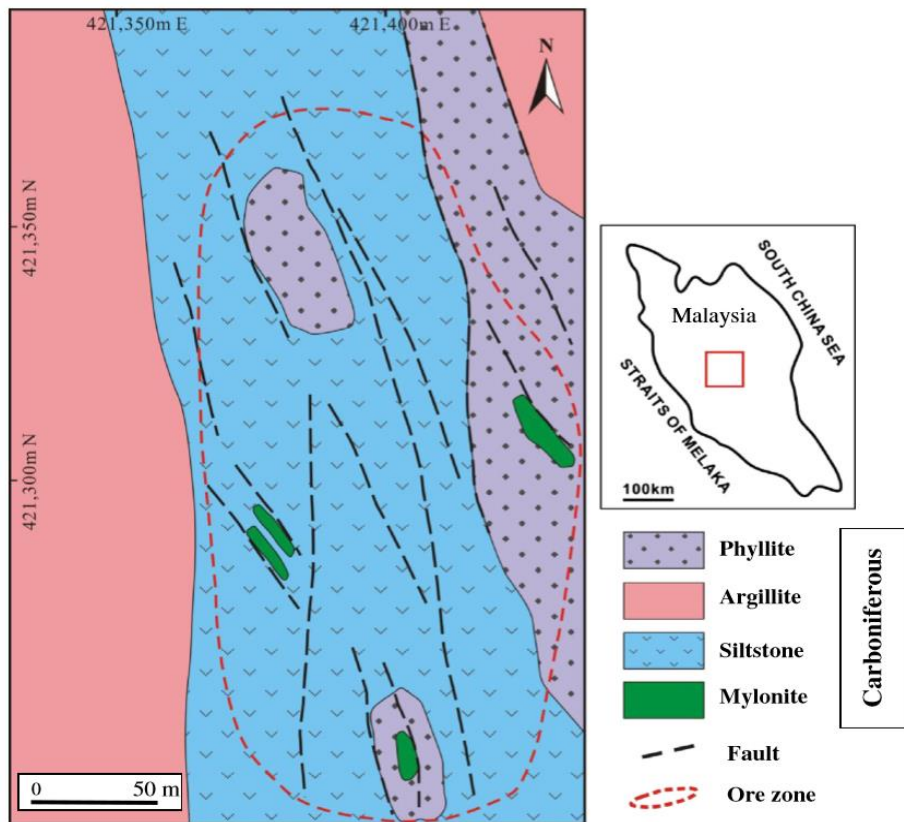 421,350m E
421,400m E
N
421,350m N
421,300m N
0 50 m
SOUTH CHINA SEA
Malaysia
STRAITS OF MELAKA
100km
Phyllite
Argillite
Siltstone
Mylonite
Carboniferous
Fault
Ore zone